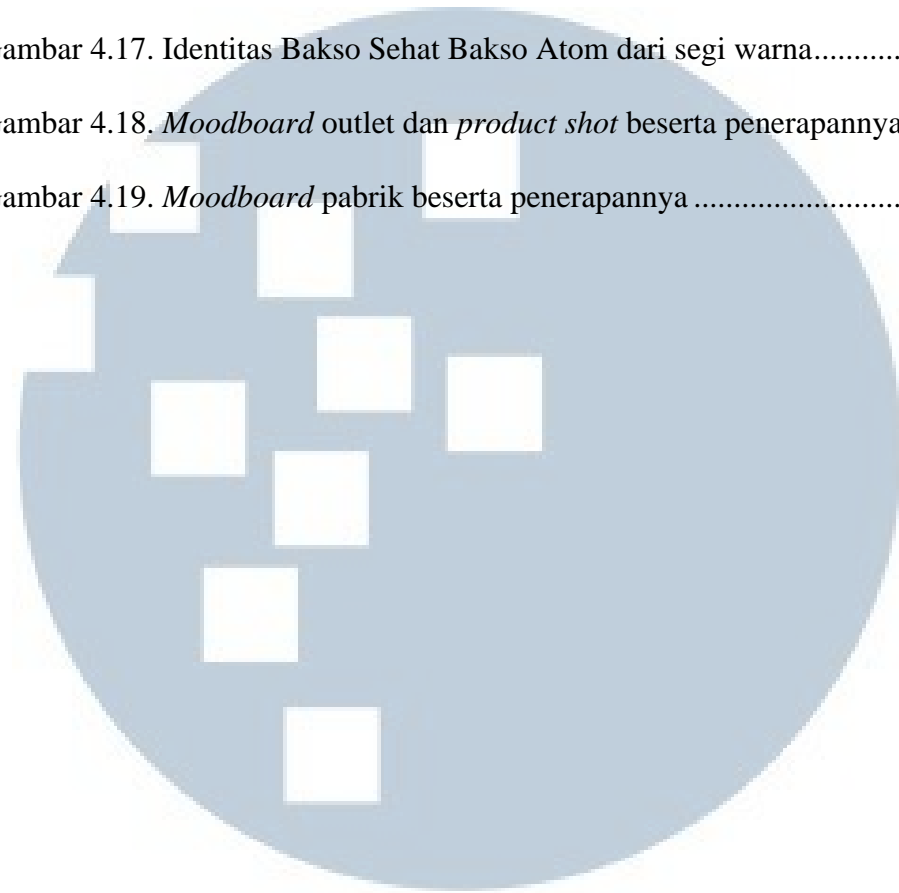 ambar 4.17. Identitas Bakso Sehat Bakso Atom dari segi warna...........
ambar 4.18. Moodboard outlet dan product shot beserta penerapannya
ambar 4.19. Moodboard pabrik beserta penerapannya ..........................